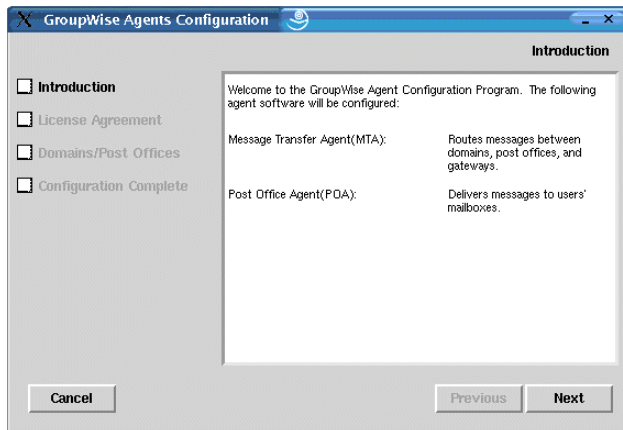 GroupWise Agents Configuration
Introduction
Introduction
License Agreement
Domains/Post Offices
Configuration Complete
Welcome to the GroupWise Agent Configuration Program. The following
agent software will be configured:
Message Transfer Agent(MTA): Routes messages between
domains, post offices, and
gateways.
Post Office Agent(POA): Delivers messages to users'
mailboxes.
Cancel
Previous
Next